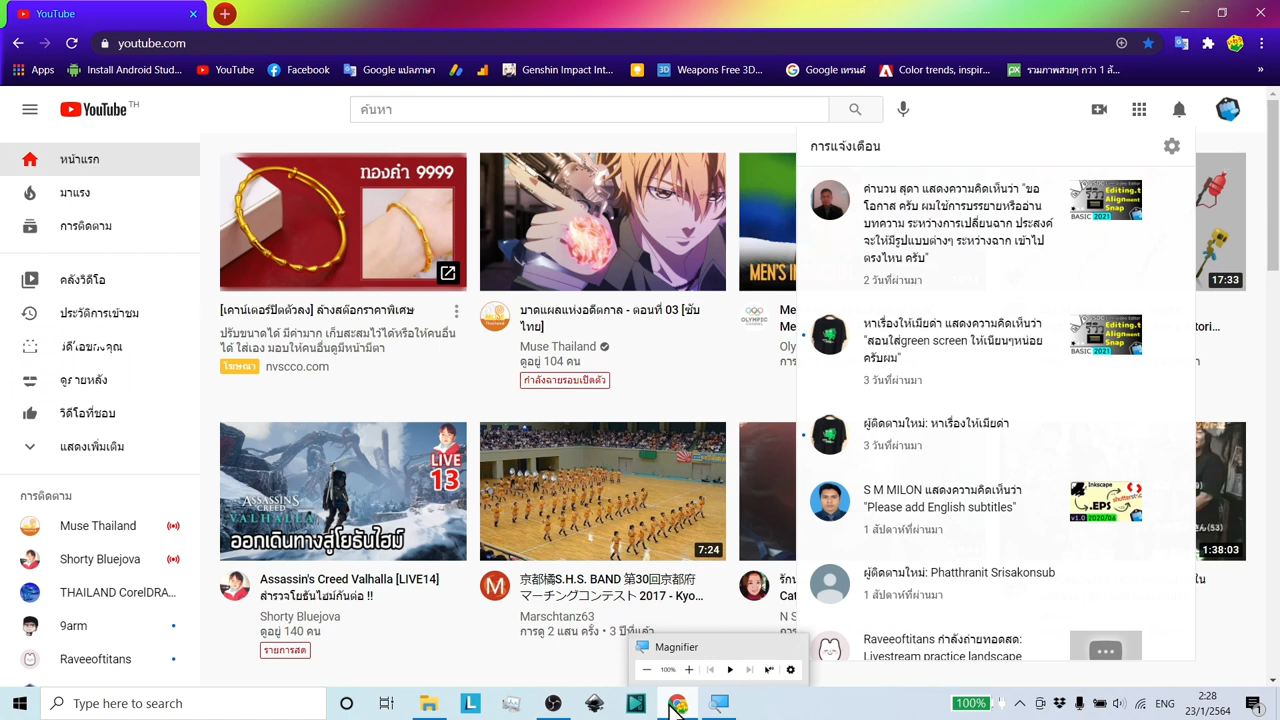 YouTube
youtube.com
Apps
Install Android Stud...
YouTube
Facebook
Google แปลภาษา
Genshin Impact Int...
Weapons Free 3D...
Google เทรนด์
Color trends, inspir...
รวมภาพสวยๆ กว่า 1 ล้...
YouTube TH
ค้นหา
หน้าแรก
มาแรง
การติดตาม
คลังวิดีโอ
ประวัติการเข้าชม
วิดีโอที่ชอบ
แสดงเพิ่มเติม
การติดตาม
Muse Thailand
Shorty Bluejova
THAILAND CorelDRA...
9arm
Raveeoftitans
ทองคำ 9999
[เคาน์เตอร์ปิดตัวลง] ล้างสต๊อกราคาพิเศษ
ปรับขนาดได้ มีค่ามาก เก็บสะสมไว้ได้หรือให้คนอื่น
ได้ ใส่เอง มอบให้คนอื่นดูมีหน้ามีตา
โฆษณา nvscco.com
บาดแผลแห่งอดีตกาล - ตอนที่ 03 [ซับ
ไทย]
Muse Thailand
ดูอยู่ 104 คน
กำลังฉายรอบเปิดตัว
MEN'S
17:33
LIVE
13
ASSASSIN'S
CREED
VALHALLA
ออกเดินทางสู่โยธันไฮม์
Assassin's Creed Valhalla [LIVE14]
สำรวจโยธันไฮม์กันต่อ !!
Shorty Bluejova
ดูอยู่ 140 คน
รายการสด
7:24
京都橘S.H.S. BAND 第30回京都府
マーチングコンテスト 2017 - Kyo...
Marschtanz63
การดู 2 แสน ครั้ง • 3 ปีที่แล้ว
1:38:03
การแจ้งเตือน
คำนวน สุดา แสดงความคิดเห็นว่า "ขอ
โอกาส ครับ ผมใช้การบรรยายหรืออ่าน
บทความ ระหว่างการเปลี่ยนฉาก ประสงค์
จะให้มีรูปแบบต่างๆ ระหว่างฉาก เข้าไป
ตรงไหน ครับ"
2 วันที่ผ่านมา
Editing.t
Alignment
Snap
BASIC 2021
หาเรื่องให้เมียด่า แสดงความคิดเห็นว่า
"สอนใส่green screen ให้เนียนๆหน่อย
ครับผม"
3 วันที่ผ่านมา
Editing.t
Alignment
Snap
BASIC 2021
ผู้ติดตามใหม่: หาเรื่องให้เมียด่า
3 วันที่ผ่านมา
S M MILON แสดงความคิดเห็นว่า
"Please add English subtitles"
1 สัปดาห์ที่ผ่านมา
Inkscape
.EPS
v1.0 2020/04
ผู้ติดตามใหม่: Phatthranit Srisakonsub
1 สัปดาห์ที่ผ่านมา
Raveeoftitans กำลังถ่ายทอดสด:
Livestream practice landscape
Magnifier
100%
Type here to search
100%
ENG
2:28
23/1/2564